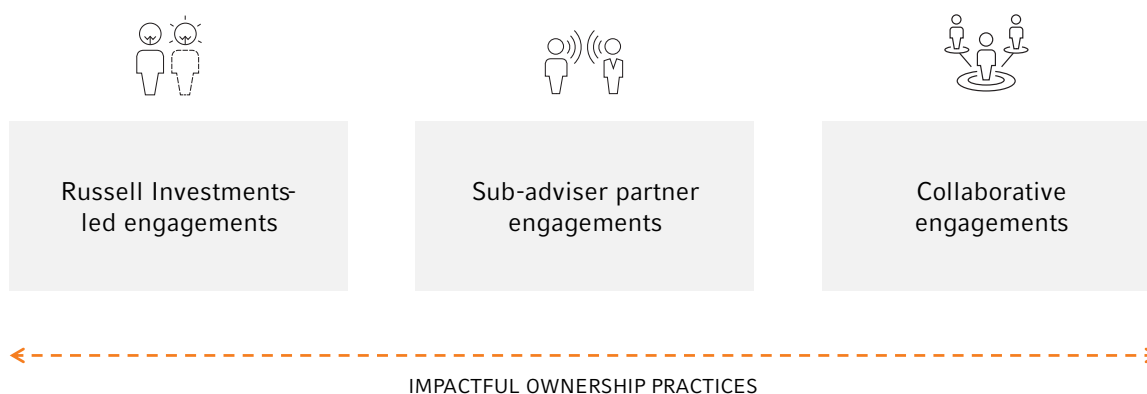 Russell Investments-
led engagements
Sub-adviser partner
engagements
Collaborative
engagements
IMPACTFUL OWNERSHIP PRACTICES